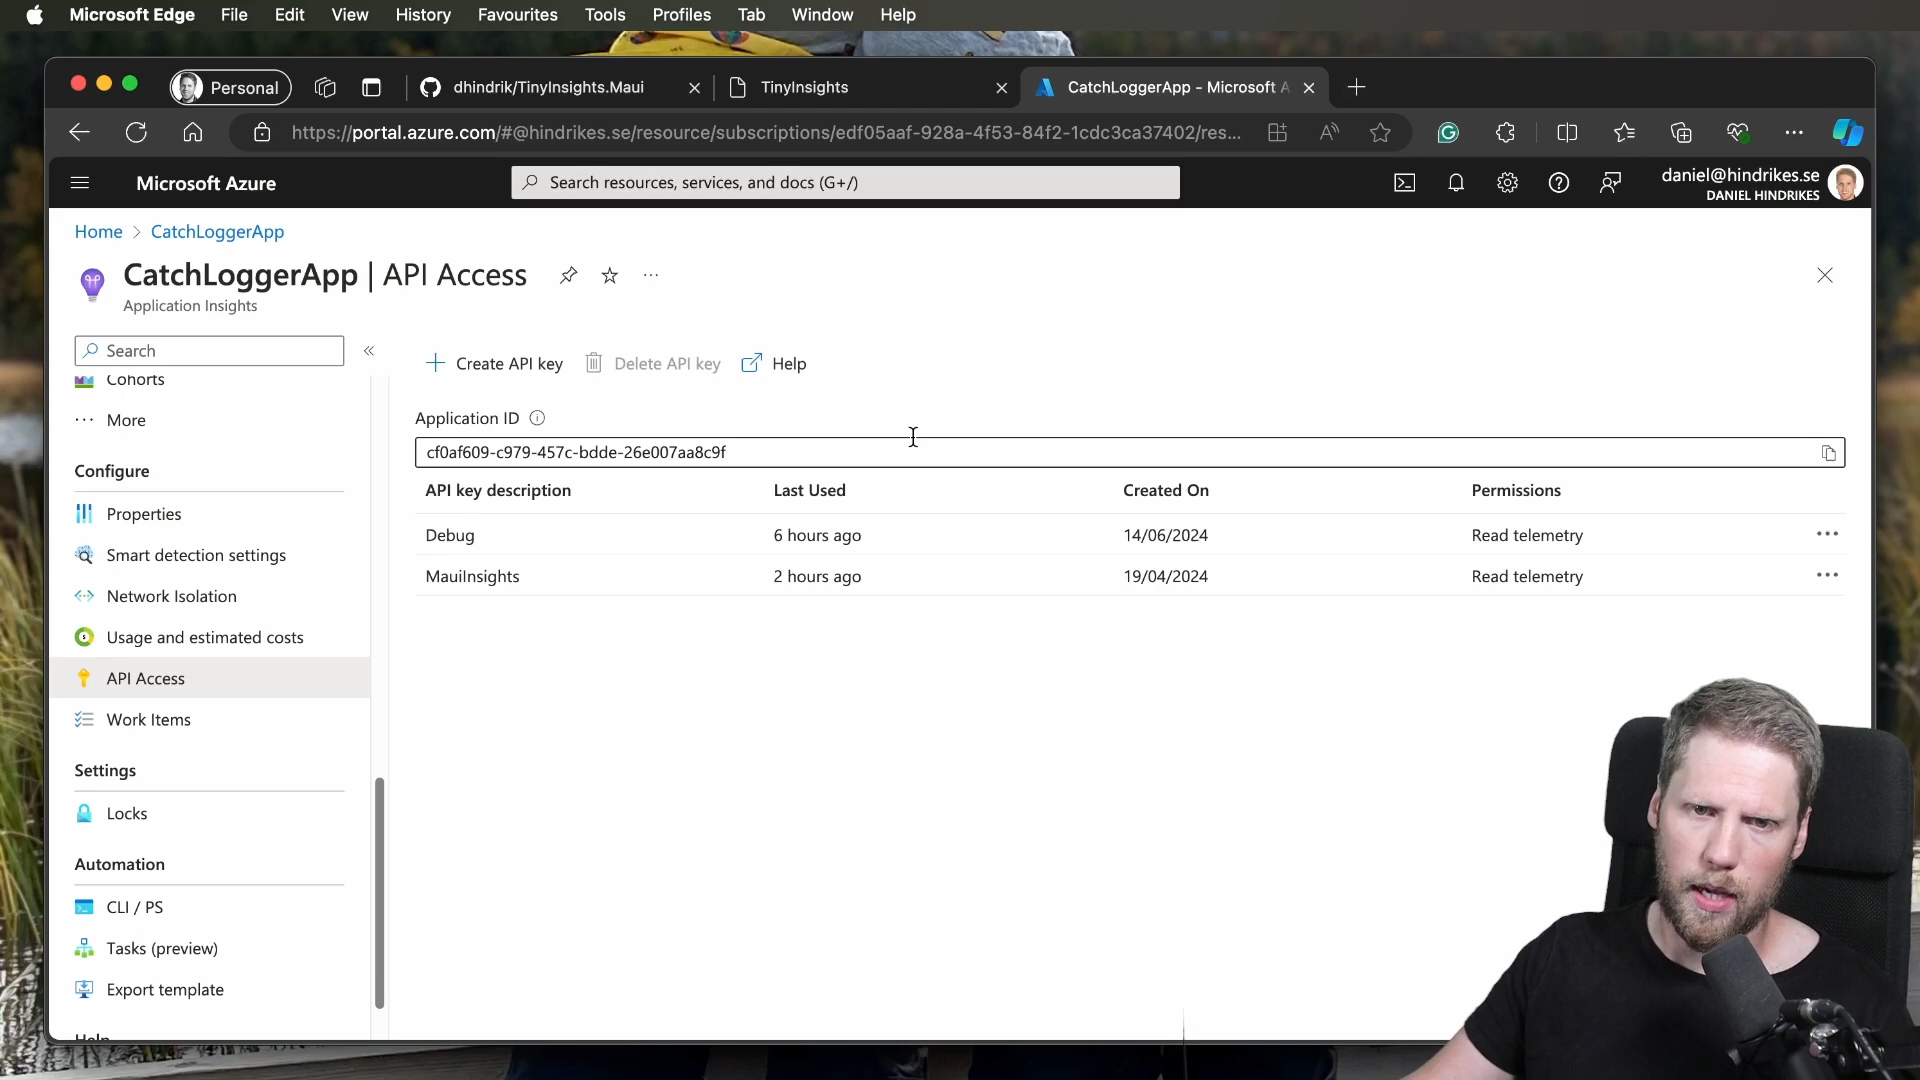 Microsoft Edge File Edit View History Favourites Tools Profiles Tab Window Help
Personal dhindrik/TinyInsights.Maui TinyInsights CatchLoggerApp - Microsoft A
https://portal.azure.com/#@hindrikes.se/resource/subscriptions/edf05aaf-928a-4f53-84f2-1cdc3ca37402/res...
Microsoft Azure
Search resources, services, and docs (G+/)
daniel@hindrikes.se
DANIEL HINDRIKES
Home > CatchLoggerApp
CatchLoggerApp | API Access
Application Insights
Search
Cohorts
More
Configure
Properties
Smart detection settings
Network Isolation
Usage and estimated costs
API Access
Work Items
Settings
Locks
Automation
CLI / PS
Tasks (preview)
Export template
Help
Create API key Delete API key Help
Application ID
cf0af609-c979-457c-bdde-26e007aa8c9f
API key description Last Used Created On Permissions
Debug 6 hours ago 14/06/2024 Read telemetry
MauiInsights 2 hours ago 19/04/2024 Read telemetry